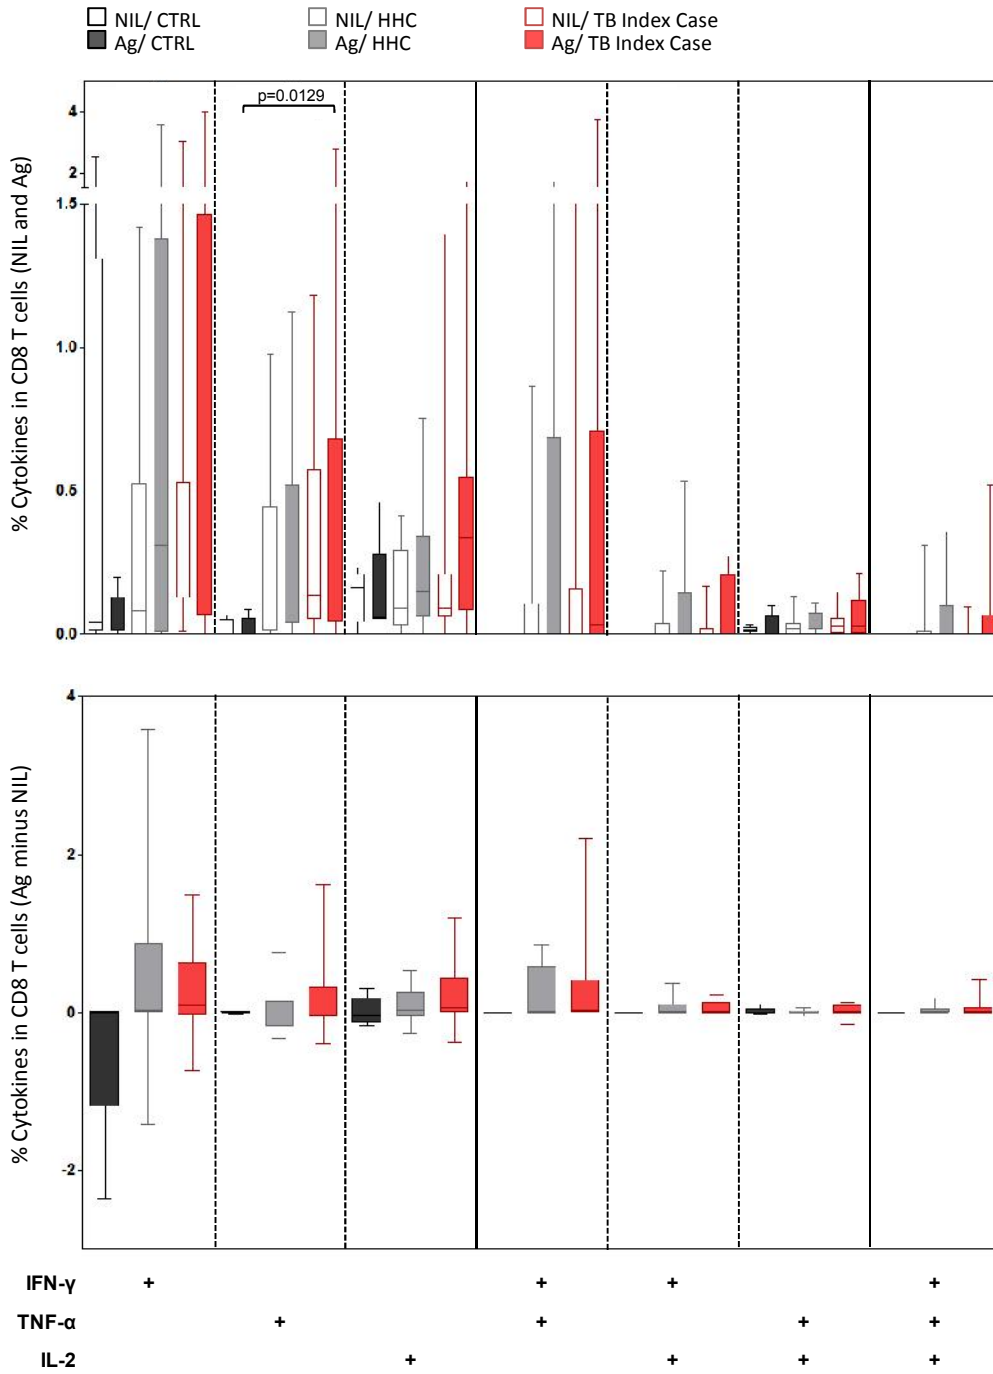 NIL/ CTRL NIL/ HHC NIL/ TB Index Case
Ag/ CTRL Ag/ HHC Ag/ TB Index Case
% Cytokines in CD8 T cells (NIL and Ag)
4
2
1.5
1.0
0.5
0.0
p=0.0129
% Cytokines in CD8 T cells (Ag minus NIL)
4
2
0
-2
IFN-γ + + + +
TNF-α + + + +
IL-2 + + + +